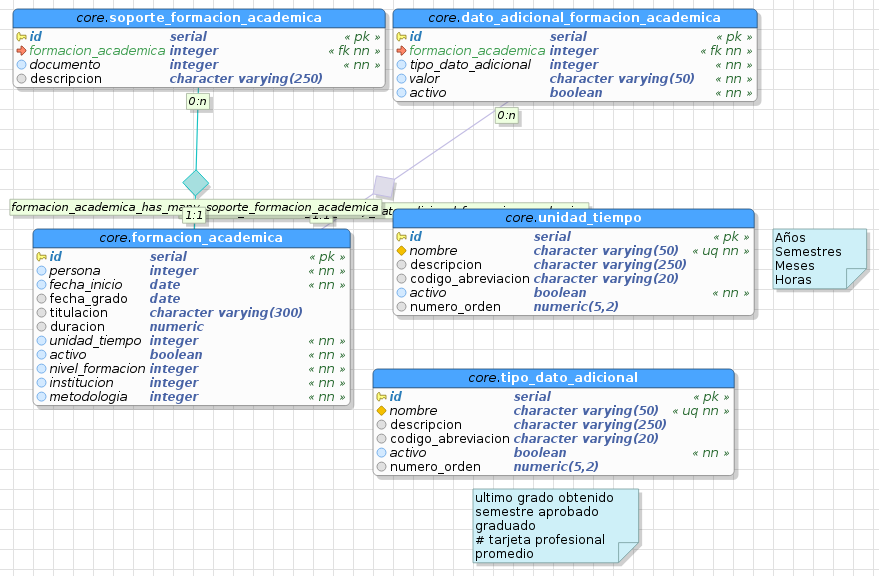 core.soporte_formacion_academica
id serial « pk »
formacion_academica integer « fk nn »
documento integer « nn »
descripcion character varying(250)
core.dato_adicional_formacion_academica
id serial « pk »
formacion_academica integer « fk nn »
tipo_dato_adicional integer « nn »
valor character varying(50) « nn »
activo boolean « nn »
0:n
0:n
formacion_academica_has_many_soporte_formacion_academica
1:1
1:1
core.formacion_academica
id serial « pk »
persona integer « nn »
fecha_inicio date « nn »
fecha_grado date
titulacion character varying(300)
duracion numeric
unidad_tiempo integer « nn »
activo boolean « nn »
nivel_formacion integer « nn »
institucion integer « nn »
metodologia integer « nn »
core.unidad_tiempo
id serial « pk »
nombre character varying(50) « uq nn »
descripcion character varying(250)
codigo_abreviacion character varying(20)
activo boolean « nn »
numero_orden numeric(5,2)
Años
Semestres
Meses
Horas
core.tipo_dato_adicional
id serial « pk »
nombre character varying(50) « uq nn »
descripcion character varying(250)
codigo_abreviacion character varying(20)
activo boolean « nn »
numero_orden numeric(5,2)
ultimo grado obtenido
semestre aprobado
graduado
# tarjeta profesional
promedio